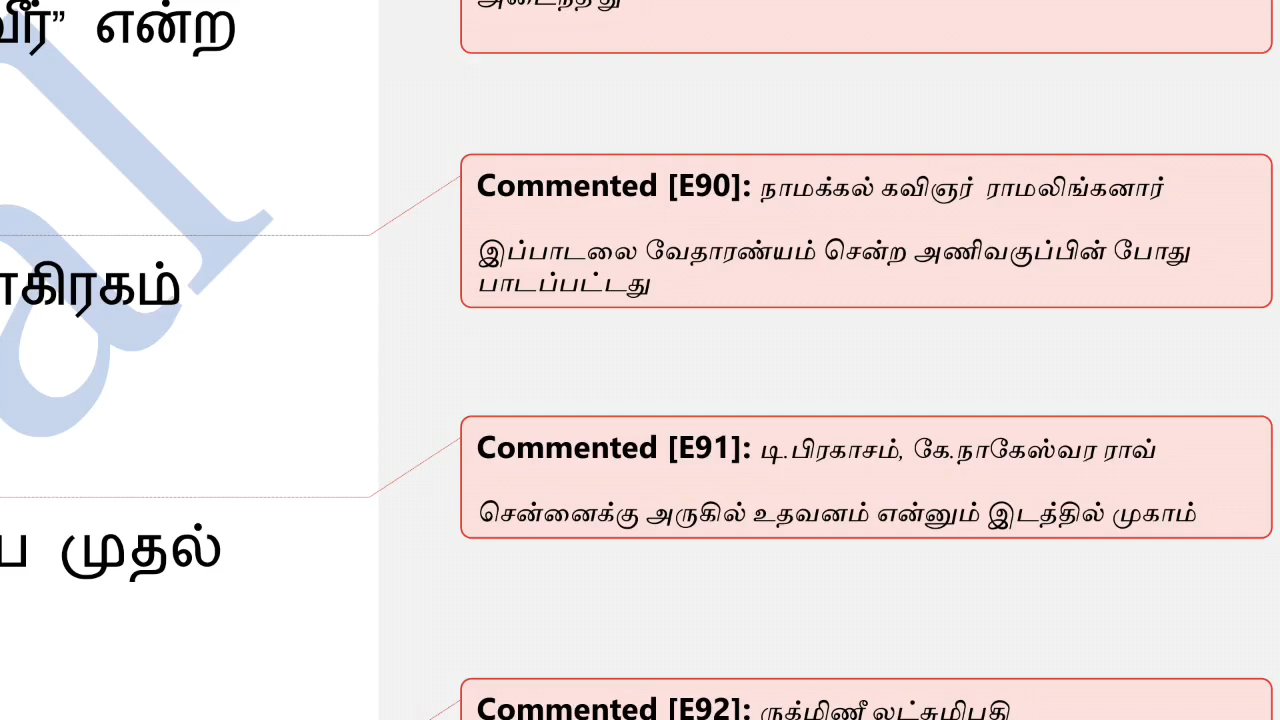 வீர்” என்ற
Commented [E90]: நாமக்கல் கவிஞர் ராமலிங்கனார்
இப்பாடலை வேதாரண்யம் சென்ற அணிவகுப்பின் போது
பாடப்பட்டது
ாகிரகம்
Commented [E91]: டி.பிரகாசம், கே.நாகேஸ்வர ராவ்
சென்னைக்கு அருகில் உதவனம் என்னும் இடத்தில் முகாம்
ய முதல்
Commented [E92]: ருக்மிணீ லட்சுமிபதி